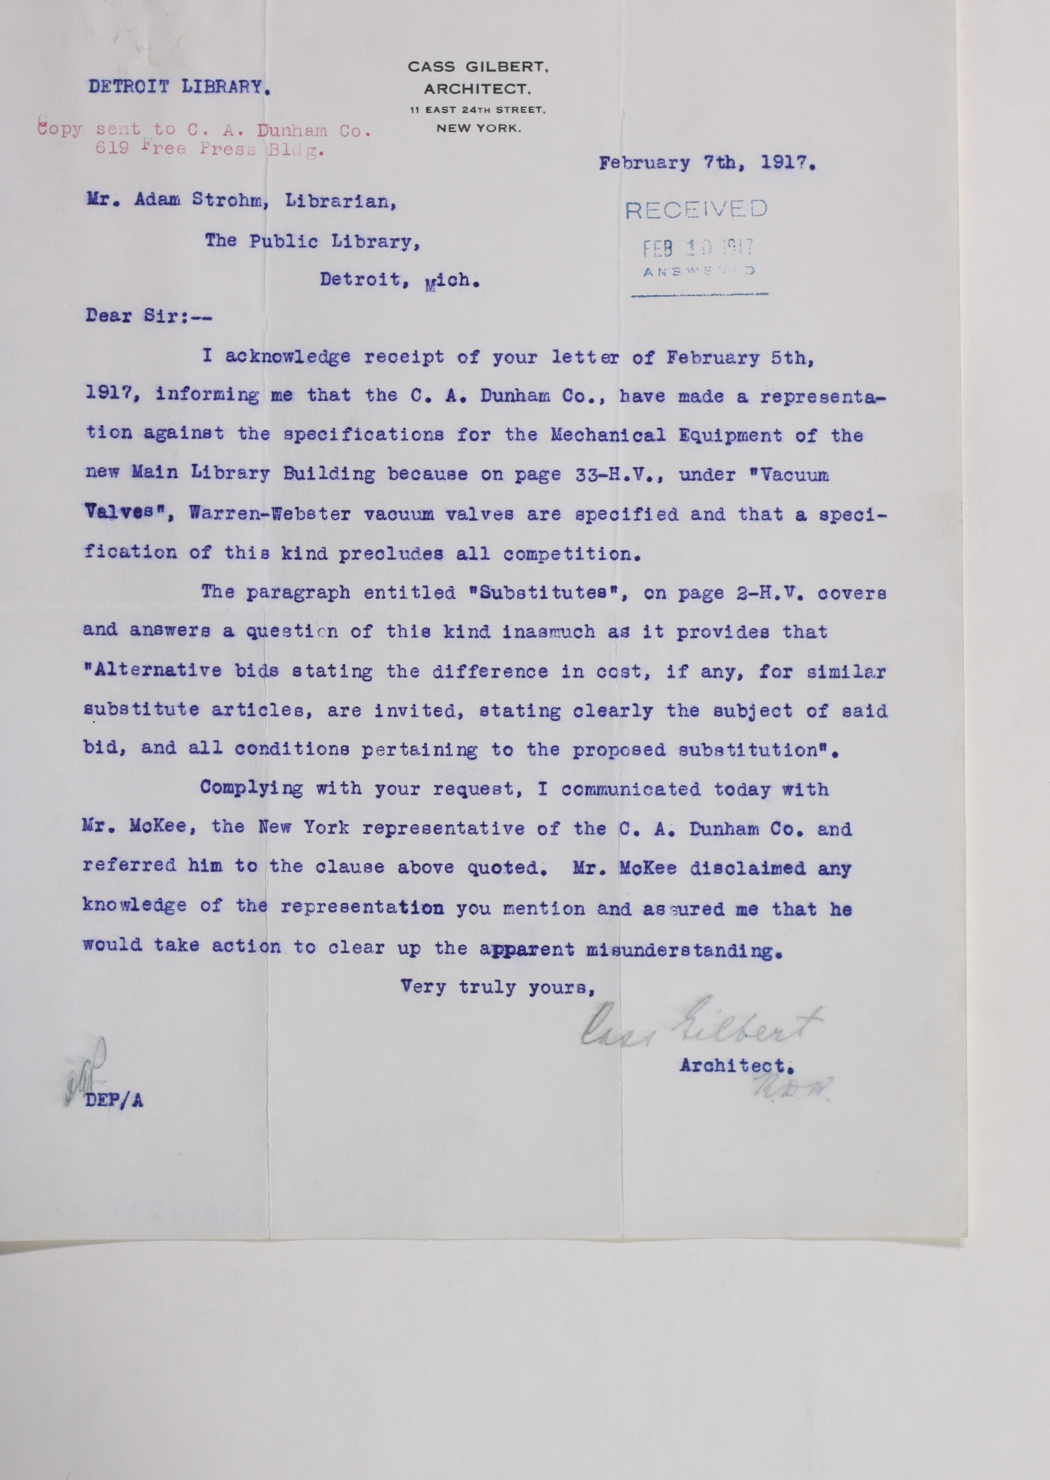 CASS GILBERT,
ARCHITECT,
11 EAST 24TH STREET,
NEW YORK.
DETROIT LIBRARY.
Copy sent to C. A. Dunham Co.
619 Free Press Bldg.
February 7th, 1917.
Mr. Adam Strohm, Librarian,
The Public Library,
Detroit, Mich.
RECEIVED
FEB 10 1917
ANSWERED
Dear Sir:--
I acknowledge receipt of your letter of February 5th,
1917, informing me that the C. A. Dunham Co., have made a representa-
tion against the specifications for the Mechanical Equipment of the
new Main Library Building because on page 33-H.V., under "Vacuum
Valves", Warren-Webster vacuum valves are specified and that a speci-
fication of this kind precludes all competition.
The paragraph entitled "Substitutes", on page 2-H.V. covers
and answers a question of this kind inasmuch as it provides that
"Alternative bids stating the difference in cost, if any, for similar
substitute articles, are invited, stating clearly the subject of said
bid, and all conditions pertaining to the proposed substitution".
Complying with your request, I communicated today with
Mr. McKee, the New York representative of the C. A. Dunham Co. and
referred him to the clause above quoted. Mr. McKee disclaimed any
knowledge of the representation you mention and assured me that he
would take action to clear up the apparent misunderstanding.
Very truly yours,
Cass Gilbert
Architect.
DEP/A